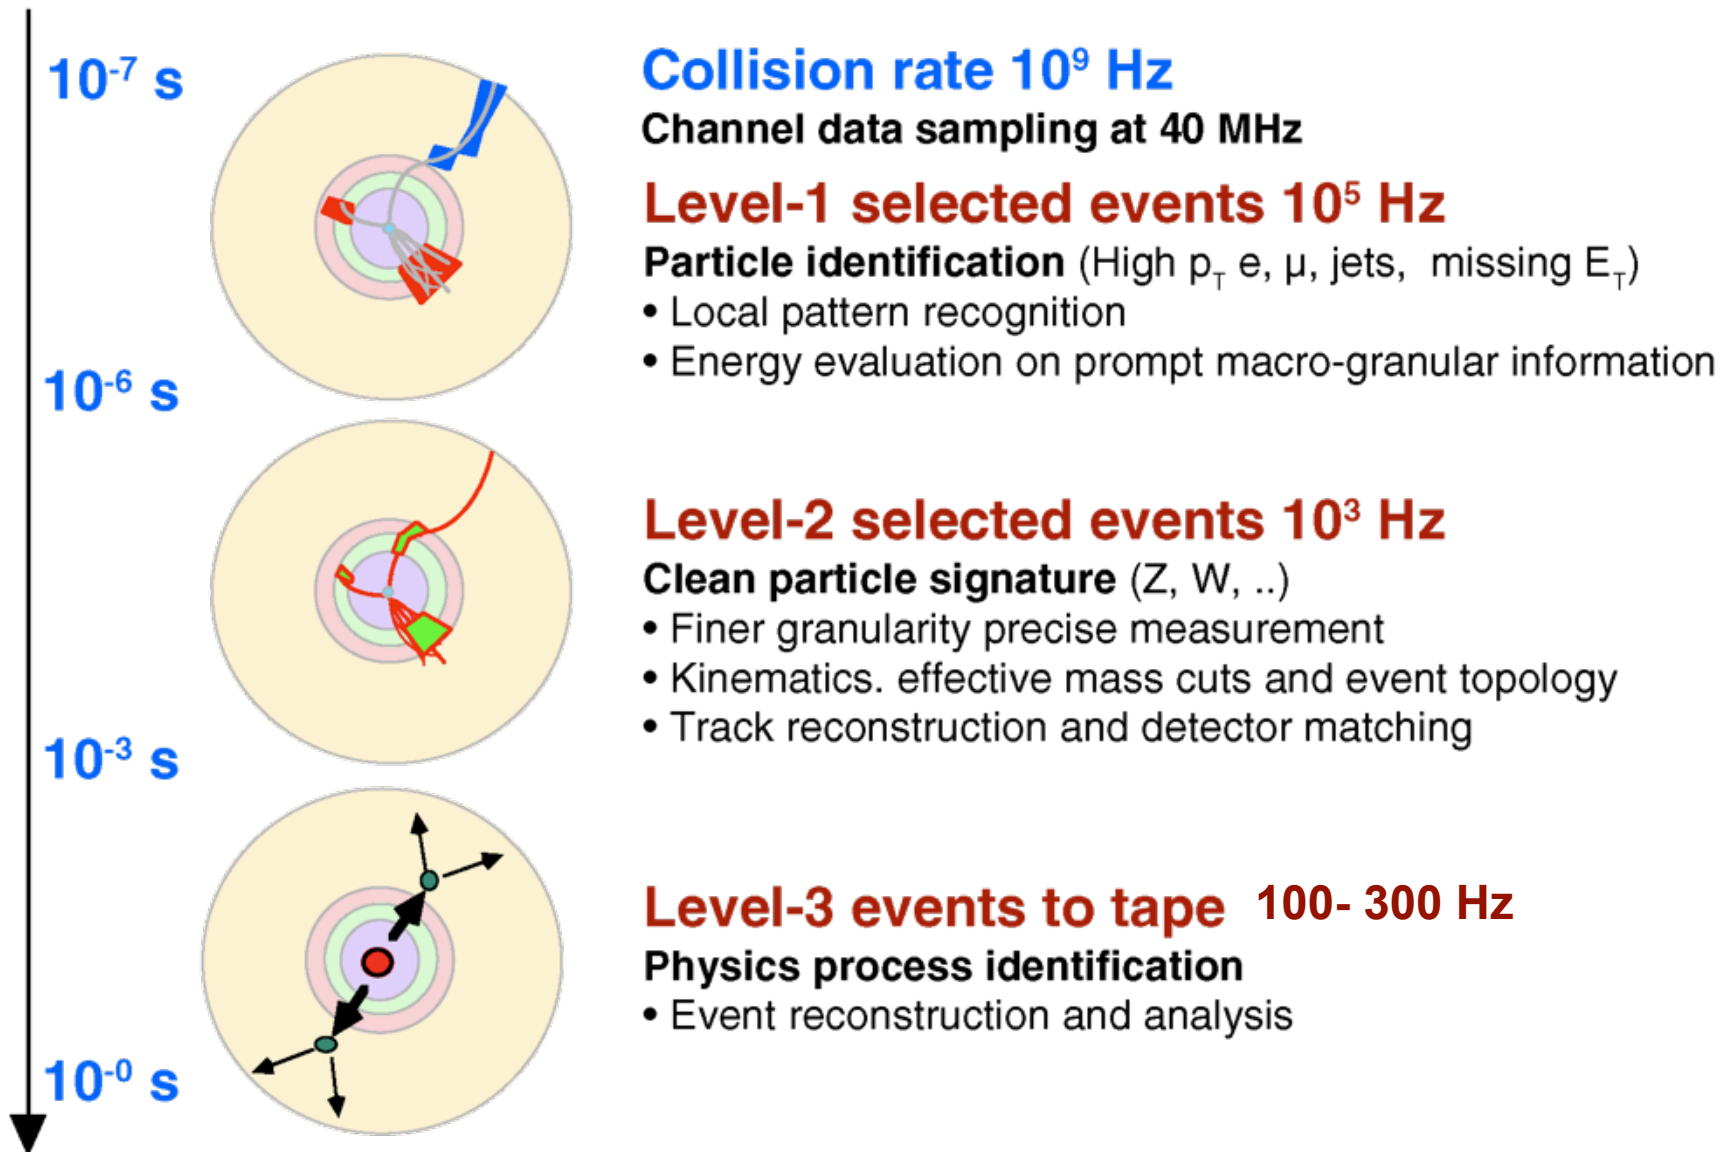 10⁻⁷ s
Collision rate 10⁹ Hz
Channel data sampling at 40 MHz
Level-1 selected events 10⁵ Hz
Particle identification (High p_T e, µ, jets, missing E_T)
• Local pattern recognition
• Energy evaluation on prompt macro-granular information
10⁻⁶ s
Level-2 selected events 10³ Hz
Clean particle signature (Z, W, ..)
• Finer granularity precise measurement
• Kinematics. effective mass cuts and event topology
• Track reconstruction and detector matching
10⁻³ s
Level-3 events to tape 100- 300 Hz
Physics process identification
• Event reconstruction and analysis
10⁻⁰ s